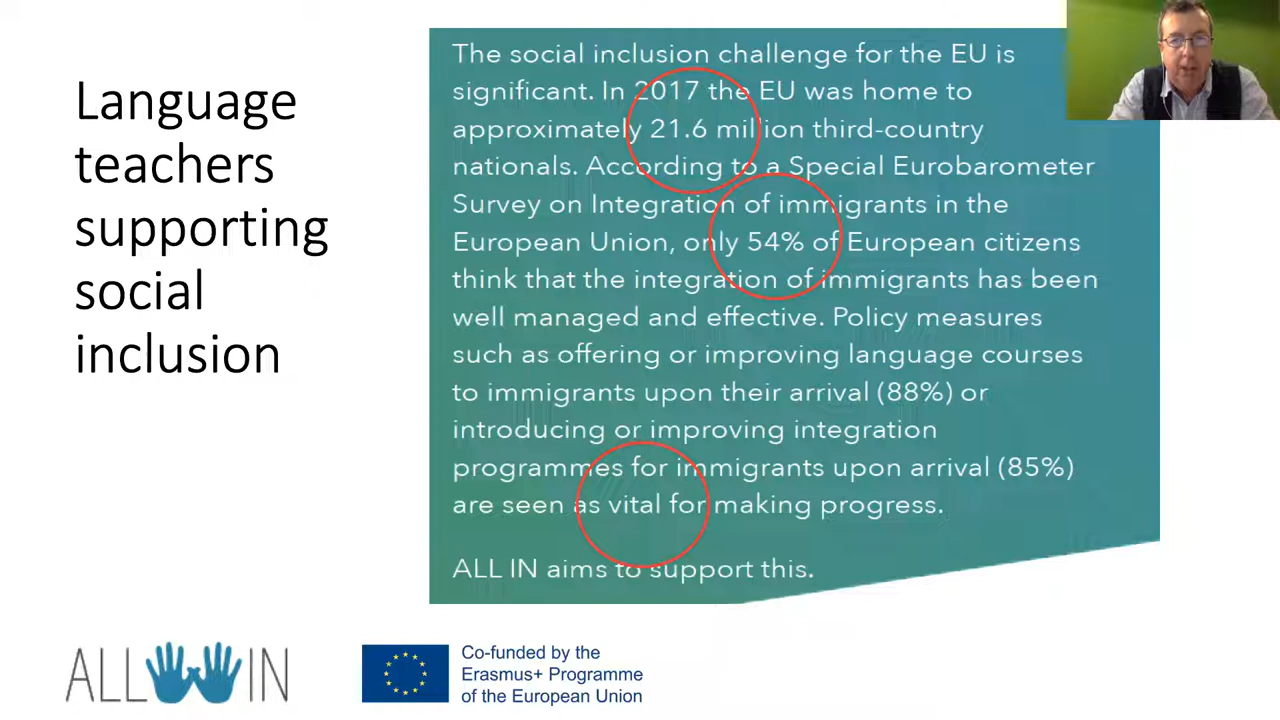 Language
teachers
supporting
social
inclusion
The social inclusion challenge for the EU is
significant. In 2017 the EU was home to
approximately 21.6 million third-country
nationals. According to a Special Eurobarometer
Survey on Integration of immigrants in the
European Union, only 54% of European citizens
think that the integration of immigrants has been
well managed and effective. Policy measures
such as offering or improving language courses
to immigrants upon their arrival (88%) or
introducing or improving integration
programmes for immigrants upon arrival (85%)
are seen as vital for making progress.
ALL IN aims to support this.
ALL IN
Co-funded by the
Erasmus+ Programme
of the European Union